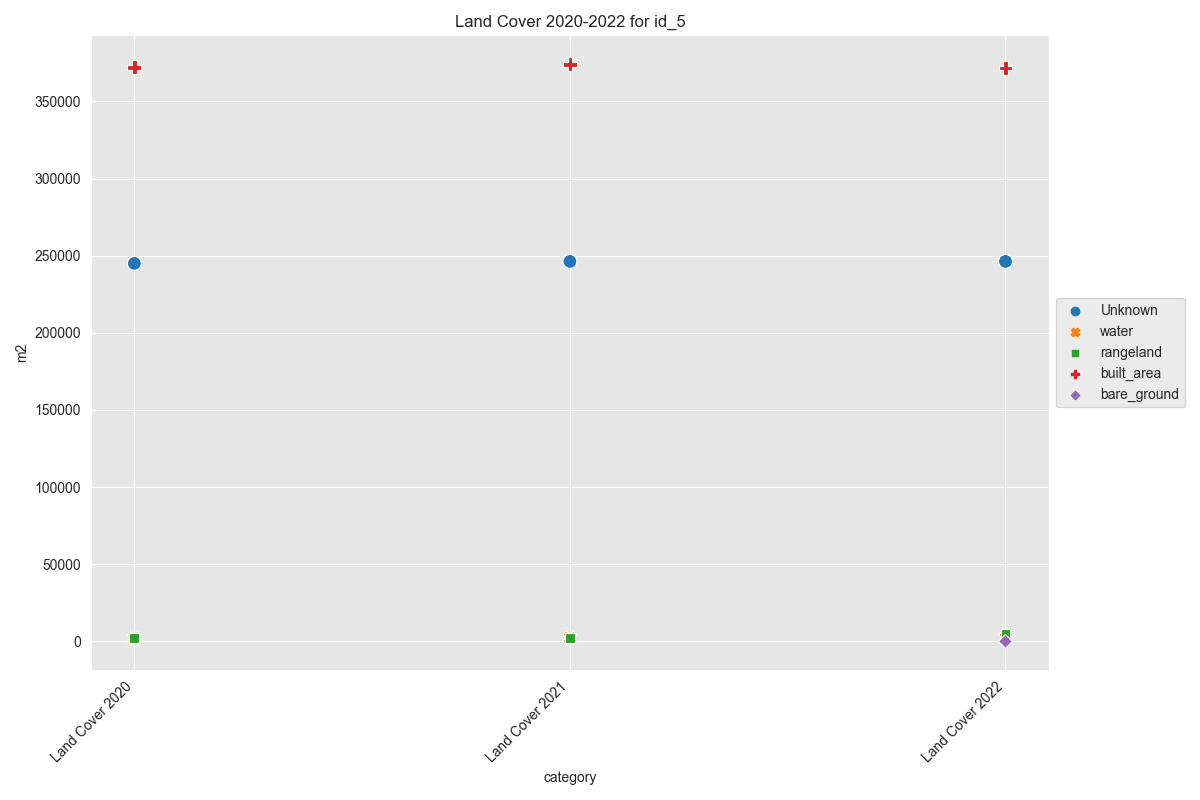 Land Cover 2020-2022 for id_5
350000
300000
250000
200000
150000
100000
50000
0
m2
Land Cover 2020
Land Cover 2021
Land Cover 2022
category
Unknown
water
rangeland
built_area
bare_ground